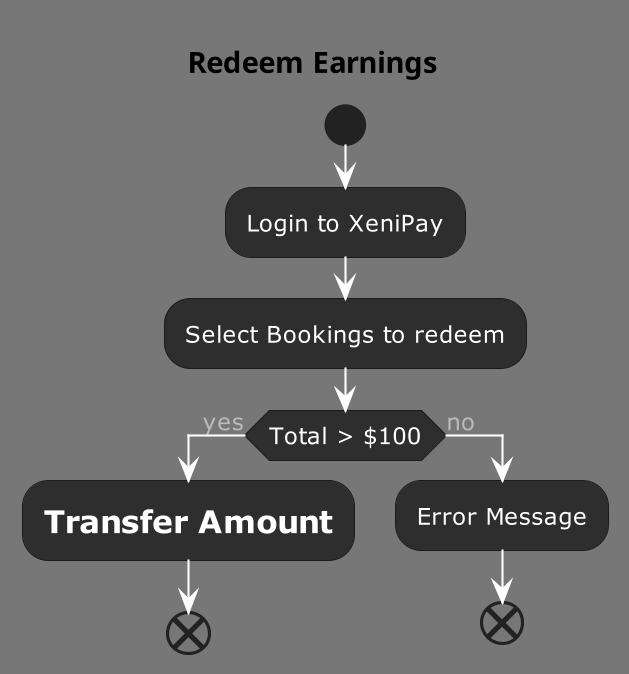 Redeem Earnings
Login to XeniPay
Select Bookings to redeem
yes
Total > $100
no
Transfer Amount
Error Message